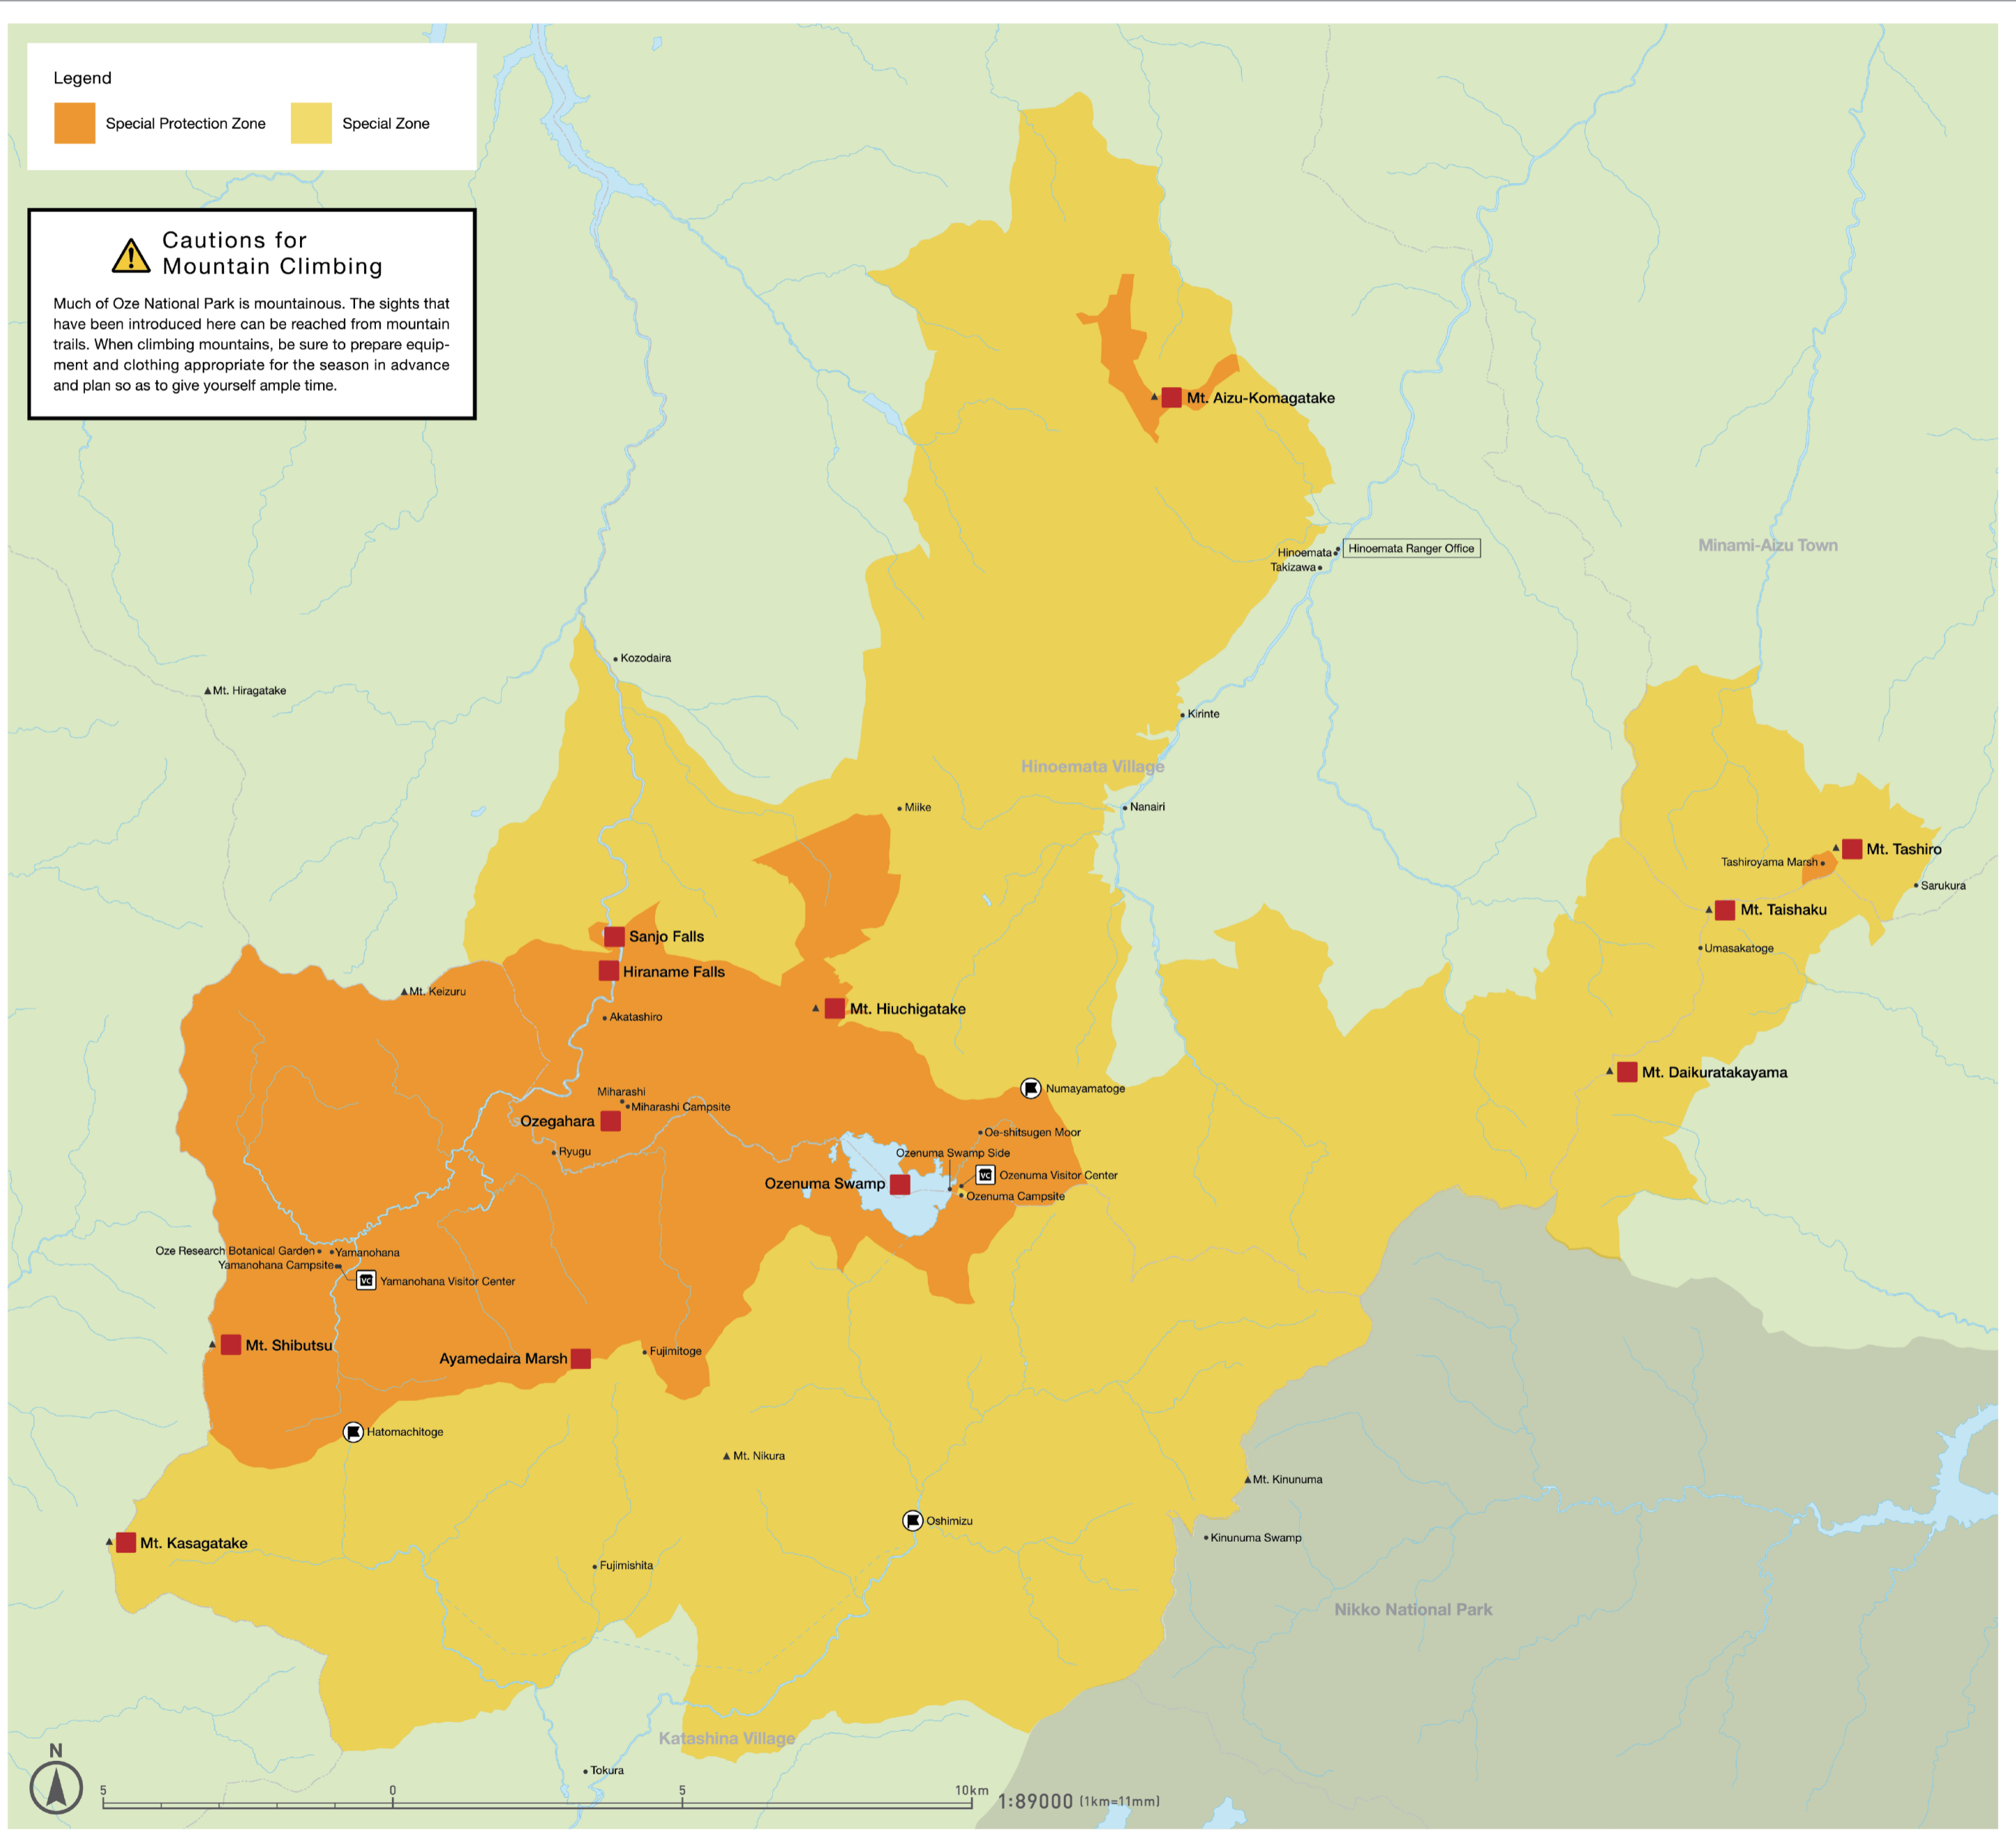 Legend
Special Protection Zone
Special Zone
Cautions for
Mountain Climbing
Much of Oze National Park is mountainous. The sights that
have been introduced here can be reached from mountain
trails. When climbing mountains, be sure to prepare equip-
ment and clothing appropriate for the season in advance
and plan so as to give yourself ample time.
Mt. Aizu-Komagatake
Minami-Aizu Town
Hinoemata
Hinoemata Ranger Office
Takizawa
Kozodaira
Mt. Hiragatake
Kirinte
Hinoemata Village
Miike
Nanairi
Mt. Tashiro
Tashiroyama Marsh
Sarukura
Mt. Taishaku
Sanjo Falls
Umasakatoge
Hiraname Falls
Mt. Keizuru
Mt. Hiuchigatake
Akatashiro
Mt. Daikuratakayama
Numayamatoge
Miharashi
Miharashi Campsite
Ozegahara
Oe-shitsugen Moor
Ryugu
Ozenuma Swamp Side
VC
Ozenuma Visitor Center
Ozenuma Swamp
Ozenuma Campsite
Oze Research Botanical Garden
Yamanohana
Yamanohana Campsite
VC
Yamanohana Visitor Center
Mt. Shibutsu
Fujimitoge
Ayamedaira Marsh
Hatomachitoge
Mt. Nikura
Mt. Kinunuma
Oshimizu
Kinunuma Swamp
Mt. Kasagatake
Fujimishita
Nikko National Park
Katashina Village
N
Tokura
5
0
5
10km
1:89000 (1km=11mm)